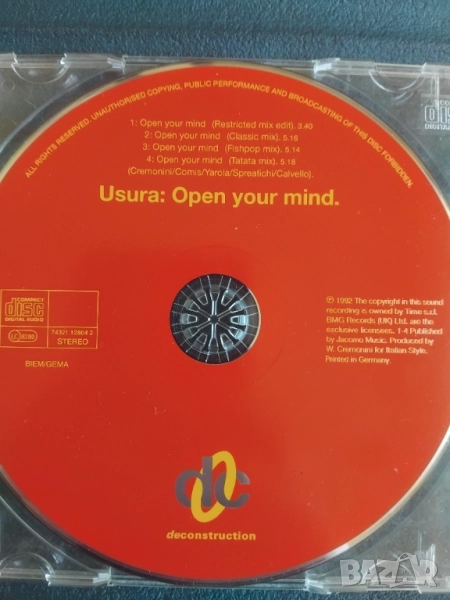 ALL RIGHTS RESERVED. UNAUTHORISED COPYING, PUBLIC PERFORMANCE AND BROADCASTING OF THIS DISC FORBIDDEN.
1: Open your mind (Restricted mix edit). 3.40
2: Open your mind (Classic mix). 5.16
3: Open your mind (Fishpop mix). 5.14
4: Open your mind (Tatata mix). 5.18
(Cremonini/Comis/Yarola/Sprealichi/Calvello).
Usura: Open your mind.
COMPACT
disc
DIGITAL AUDIO
74321 15804 2
STEREO
BIEM/GEMA
℗ 1992 The copyright in this sound
recording is owned by Time s.r.l.
BMG Records (UK) Ltd. are the
exclusive licensees. 1-4 Published
by Jacomo Music. Produced by
W. Cremonini for Italian Style.
Printed in Germany.
dc
deconstruction
BAZAR